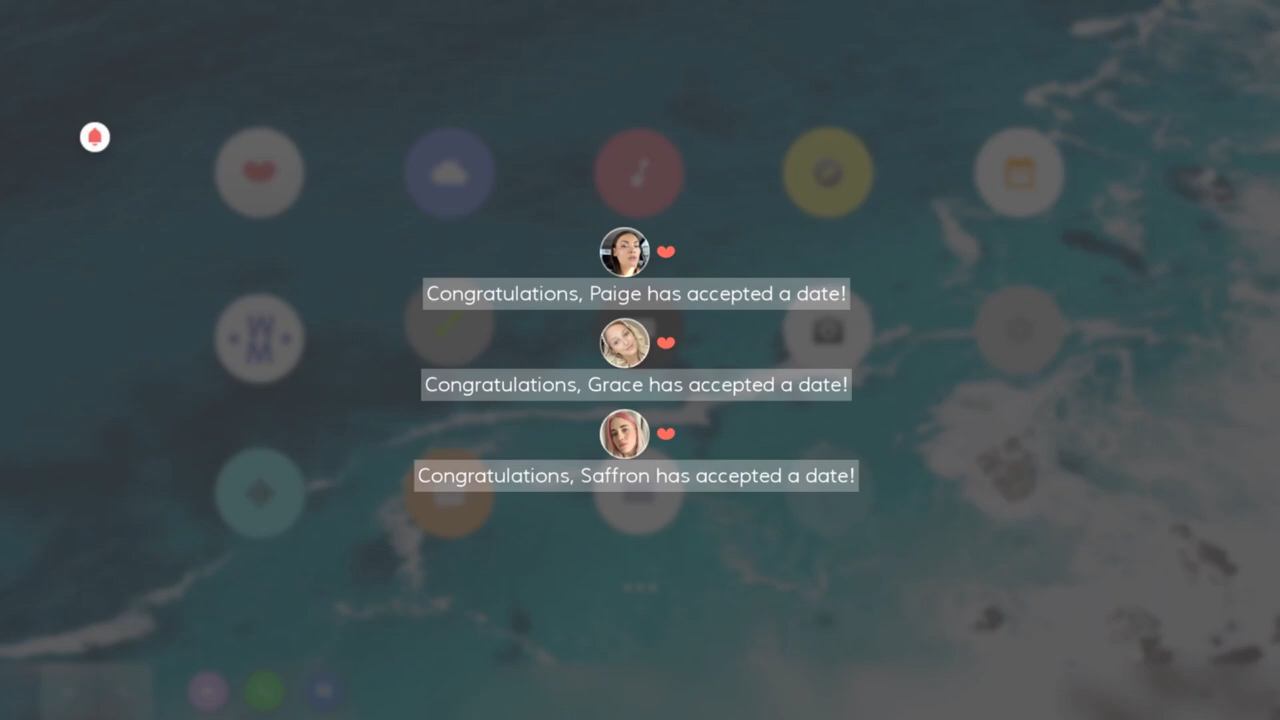 Congratulations, Paige has accepted a date!
Congratulations, Grace has accepted a date!
Congratulations, Saffron has accepted a date!